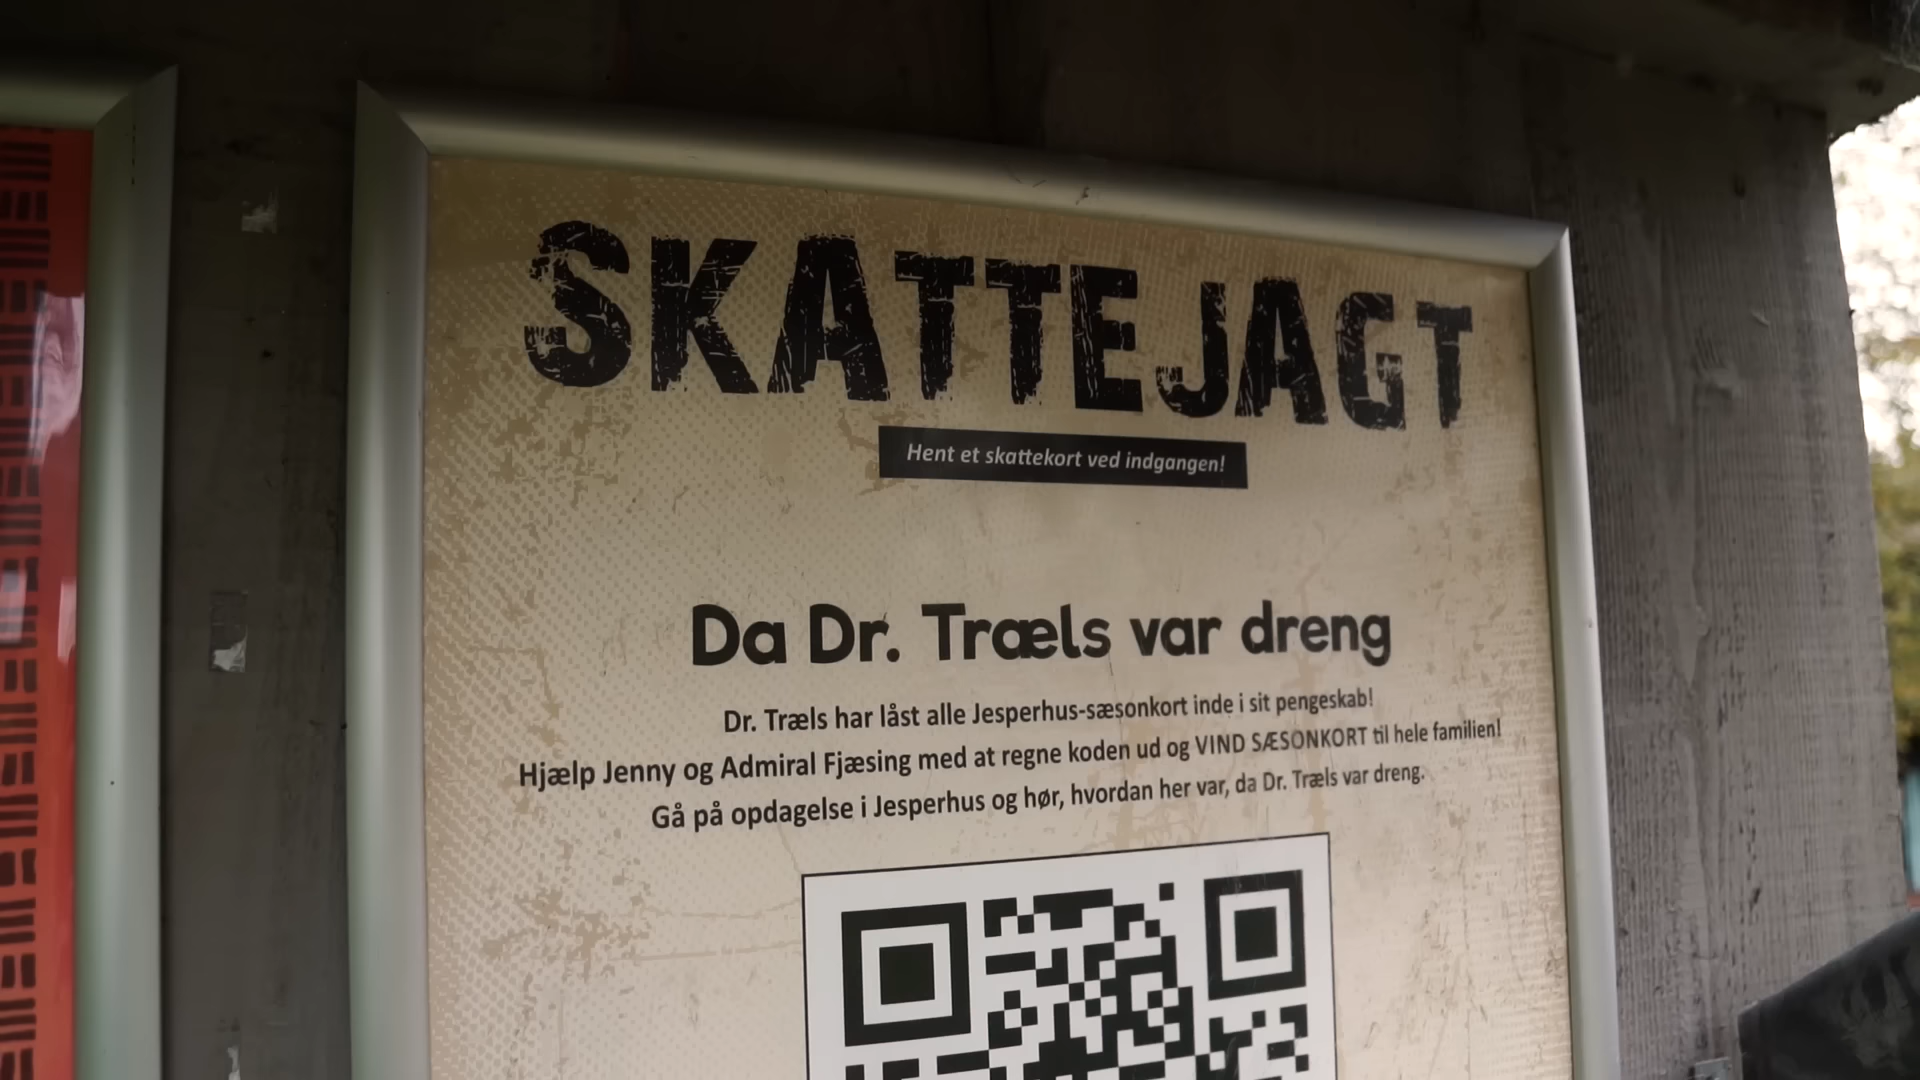 SKATTEJAGT
Hent et skattekort ved indgangen!
Da Dr. Træls var dreng
Dr. Træls har låst alle Jesperhus-sæsonkort inde i sit pengeskab!
Hjælp Jenny og Admiral Fjæsing med at regne koden ud og VIND SÆSONKORT til hele familien!
Gå på opdagelse i Jesperhus og hør, hvordan her var, da Dr. Træls var dreng.